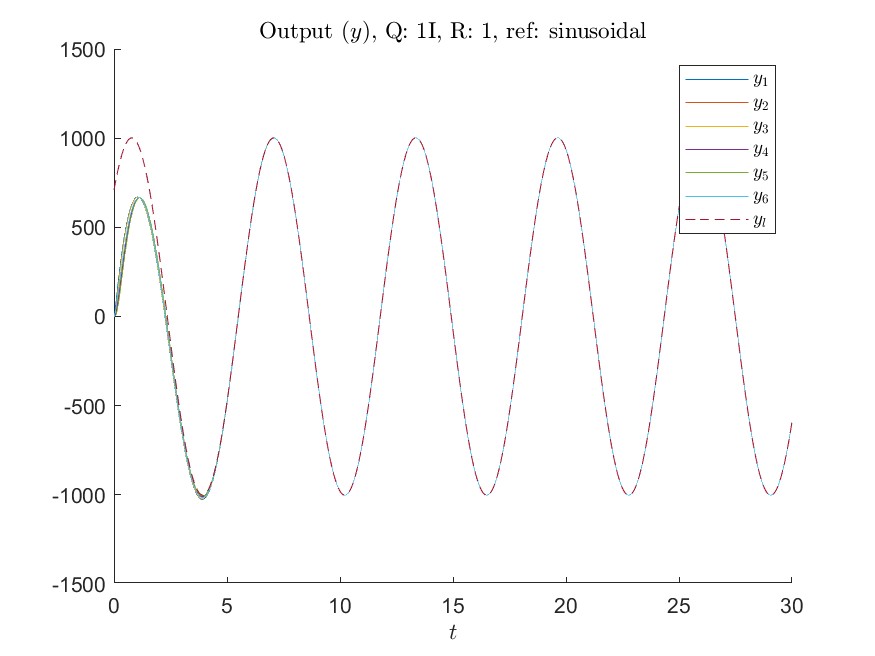 Output (y), Q: 1I, R: 1, ref: sinusoidal
1500
1000
500
0
-500
-1000
-1500
0 5 10 15 20 25 30
t
y1
y2
y3
y4
y5
y6
yl